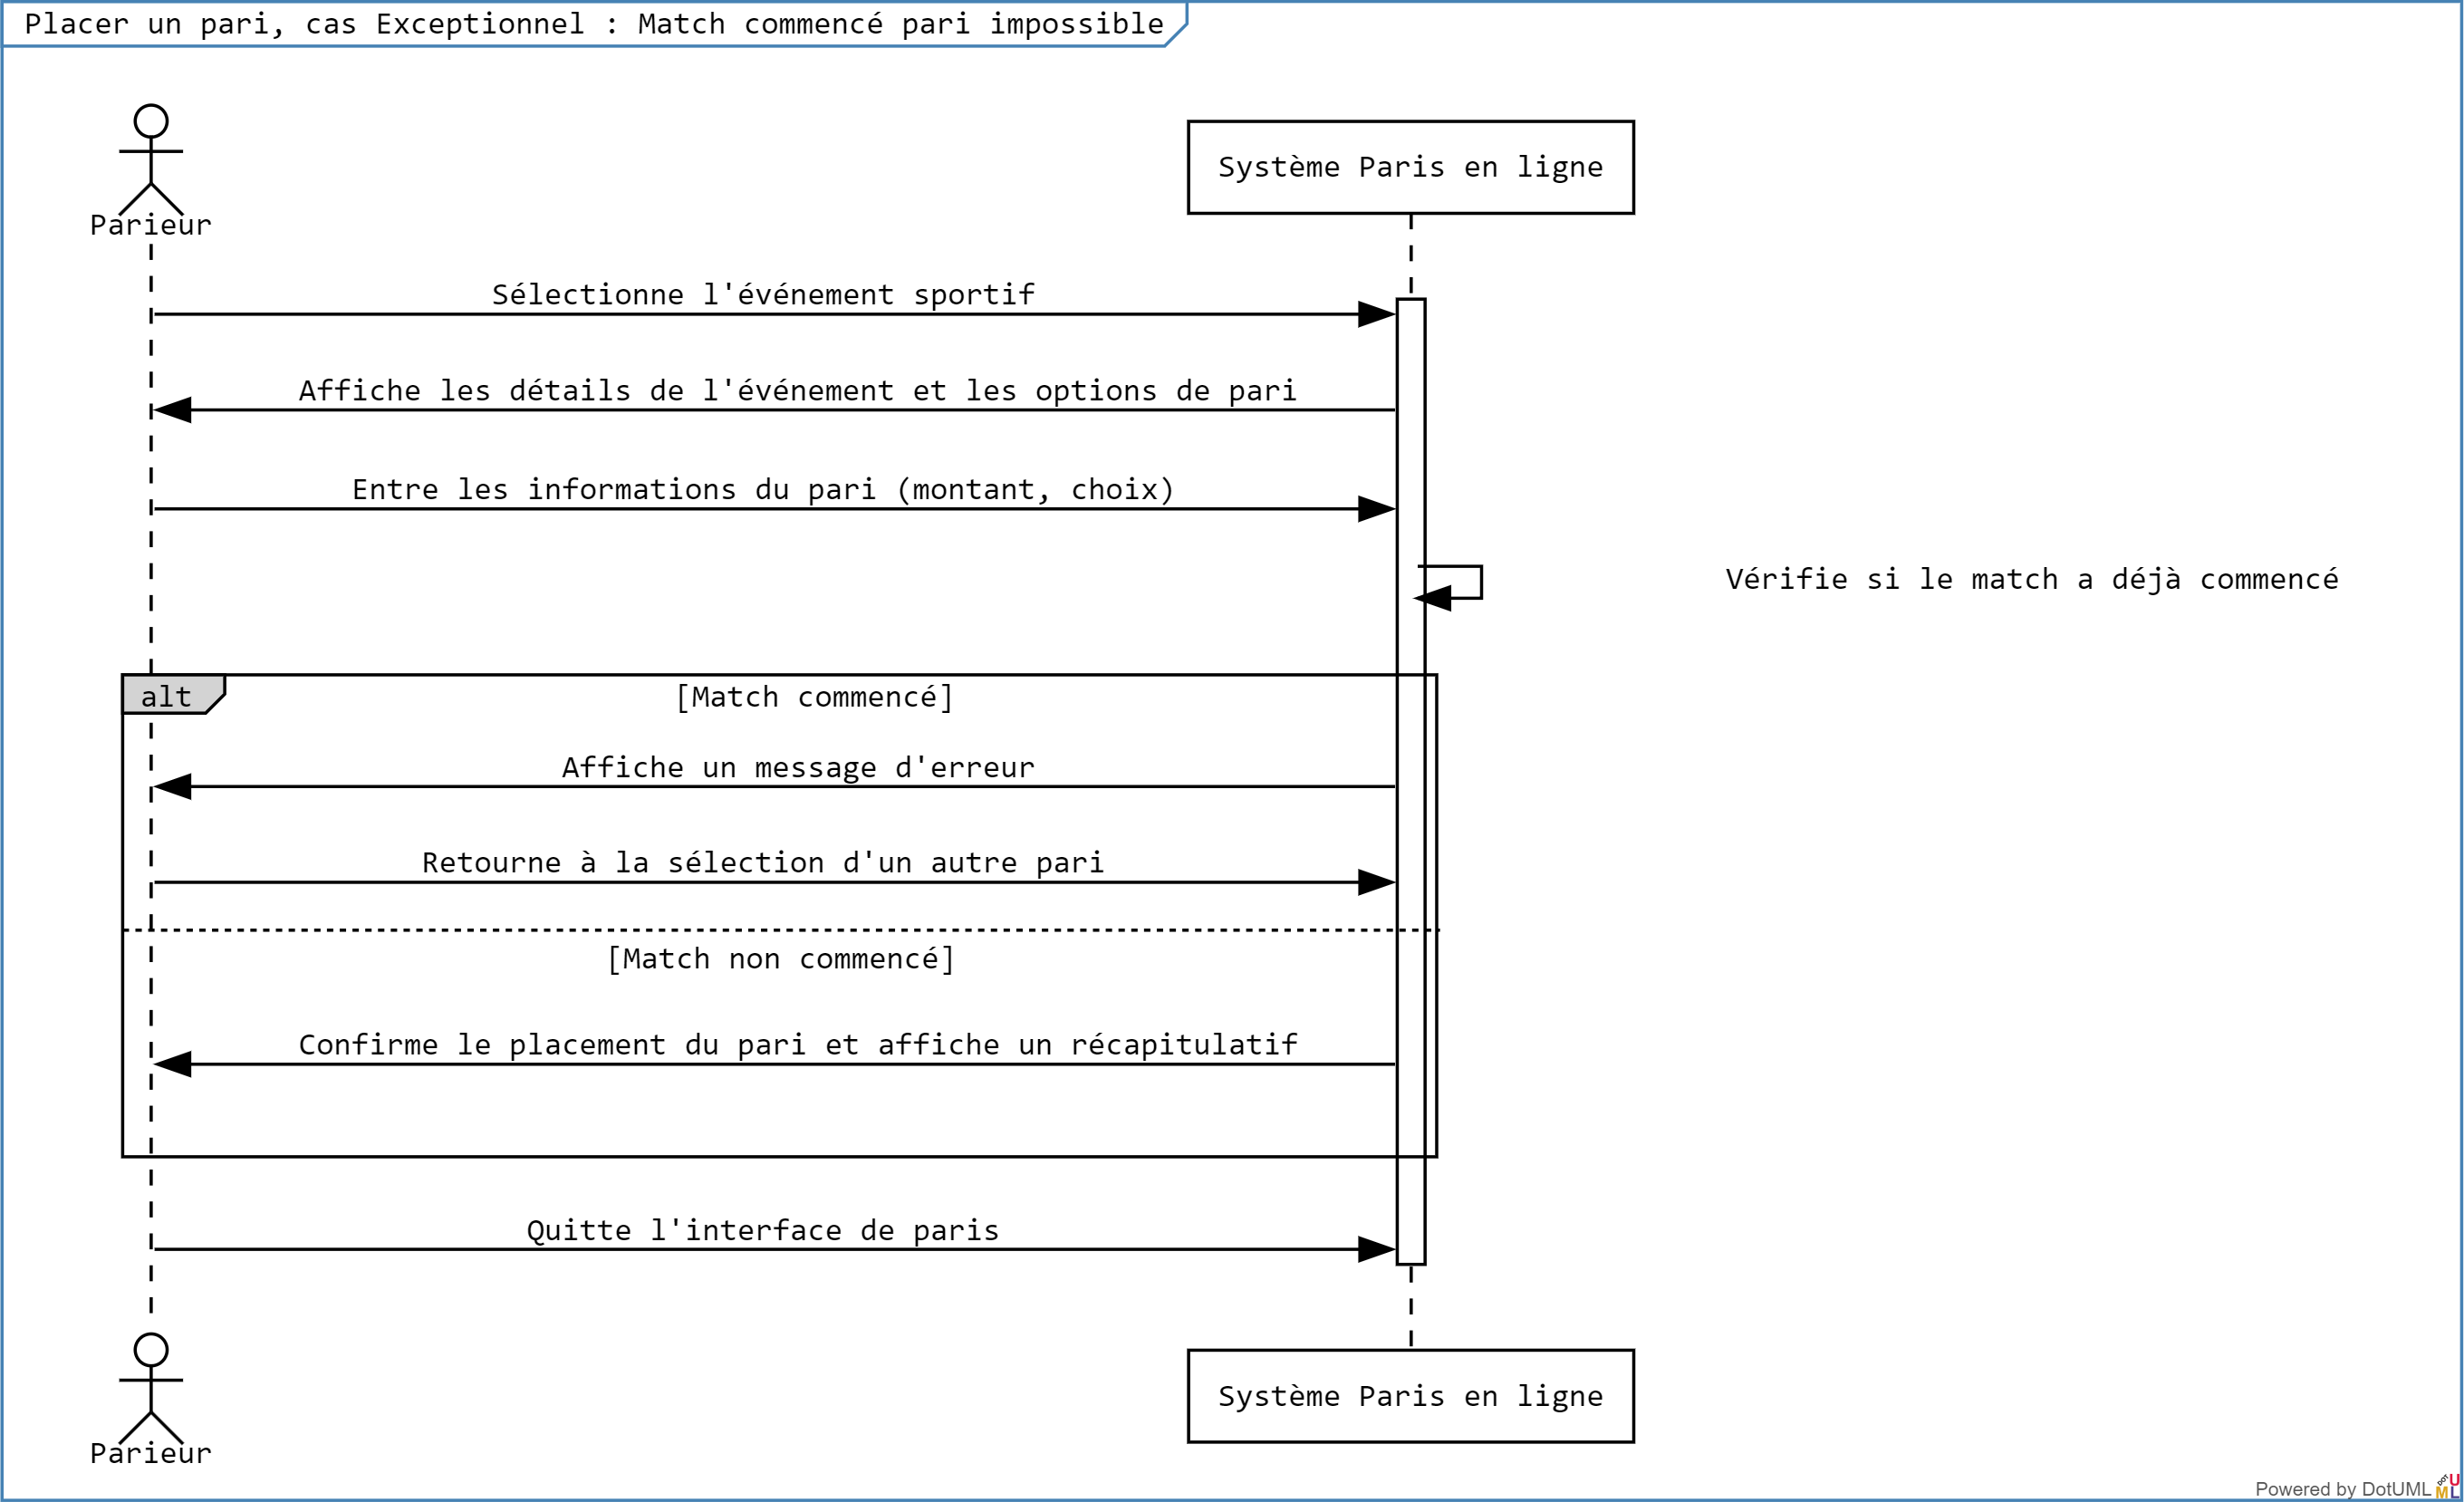 Placer un pari, cas Exceptionnel : Match commencé pari impossible
Parieur
Système Paris en ligne
Sélectionne l'événement sportif
Affiche les détails de l'événement et les options de pari
Entre les informations du pari (montant, choix)
Vérifie si le match a déjà commencé
alt
[Match commencé]
Affiche un message d'erreur
Retourne à la sélection d'un autre pari
[Match non commencé]
Confirme le placement du pari et affiche un récapitulatif
Quitte l'interface de paris
Parieur
Système Paris en ligne
Powered by DotUML
DOT
U
ML